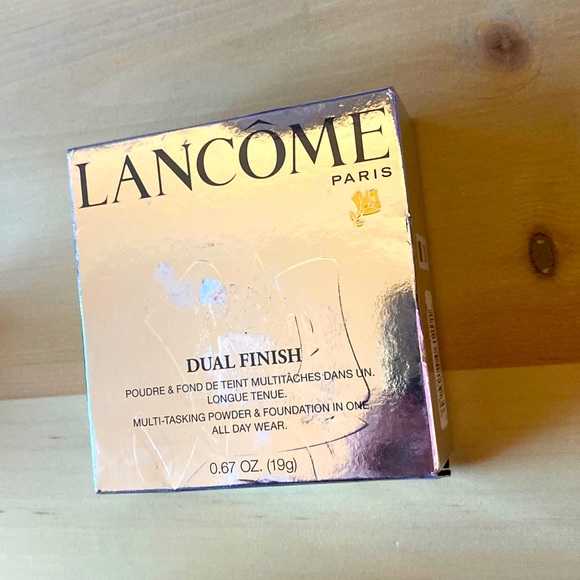 LANCÔME
PARIS
DUAL FINISH
POUDRE & FOND DE TEINT MULTITÂCHES DANS UN.
LONGUE TENUE.
MULTI-TASKING POWDER & FOUNDATION IN ONE.
ALL DAY WEAR.
0.67 OZ. (19g)